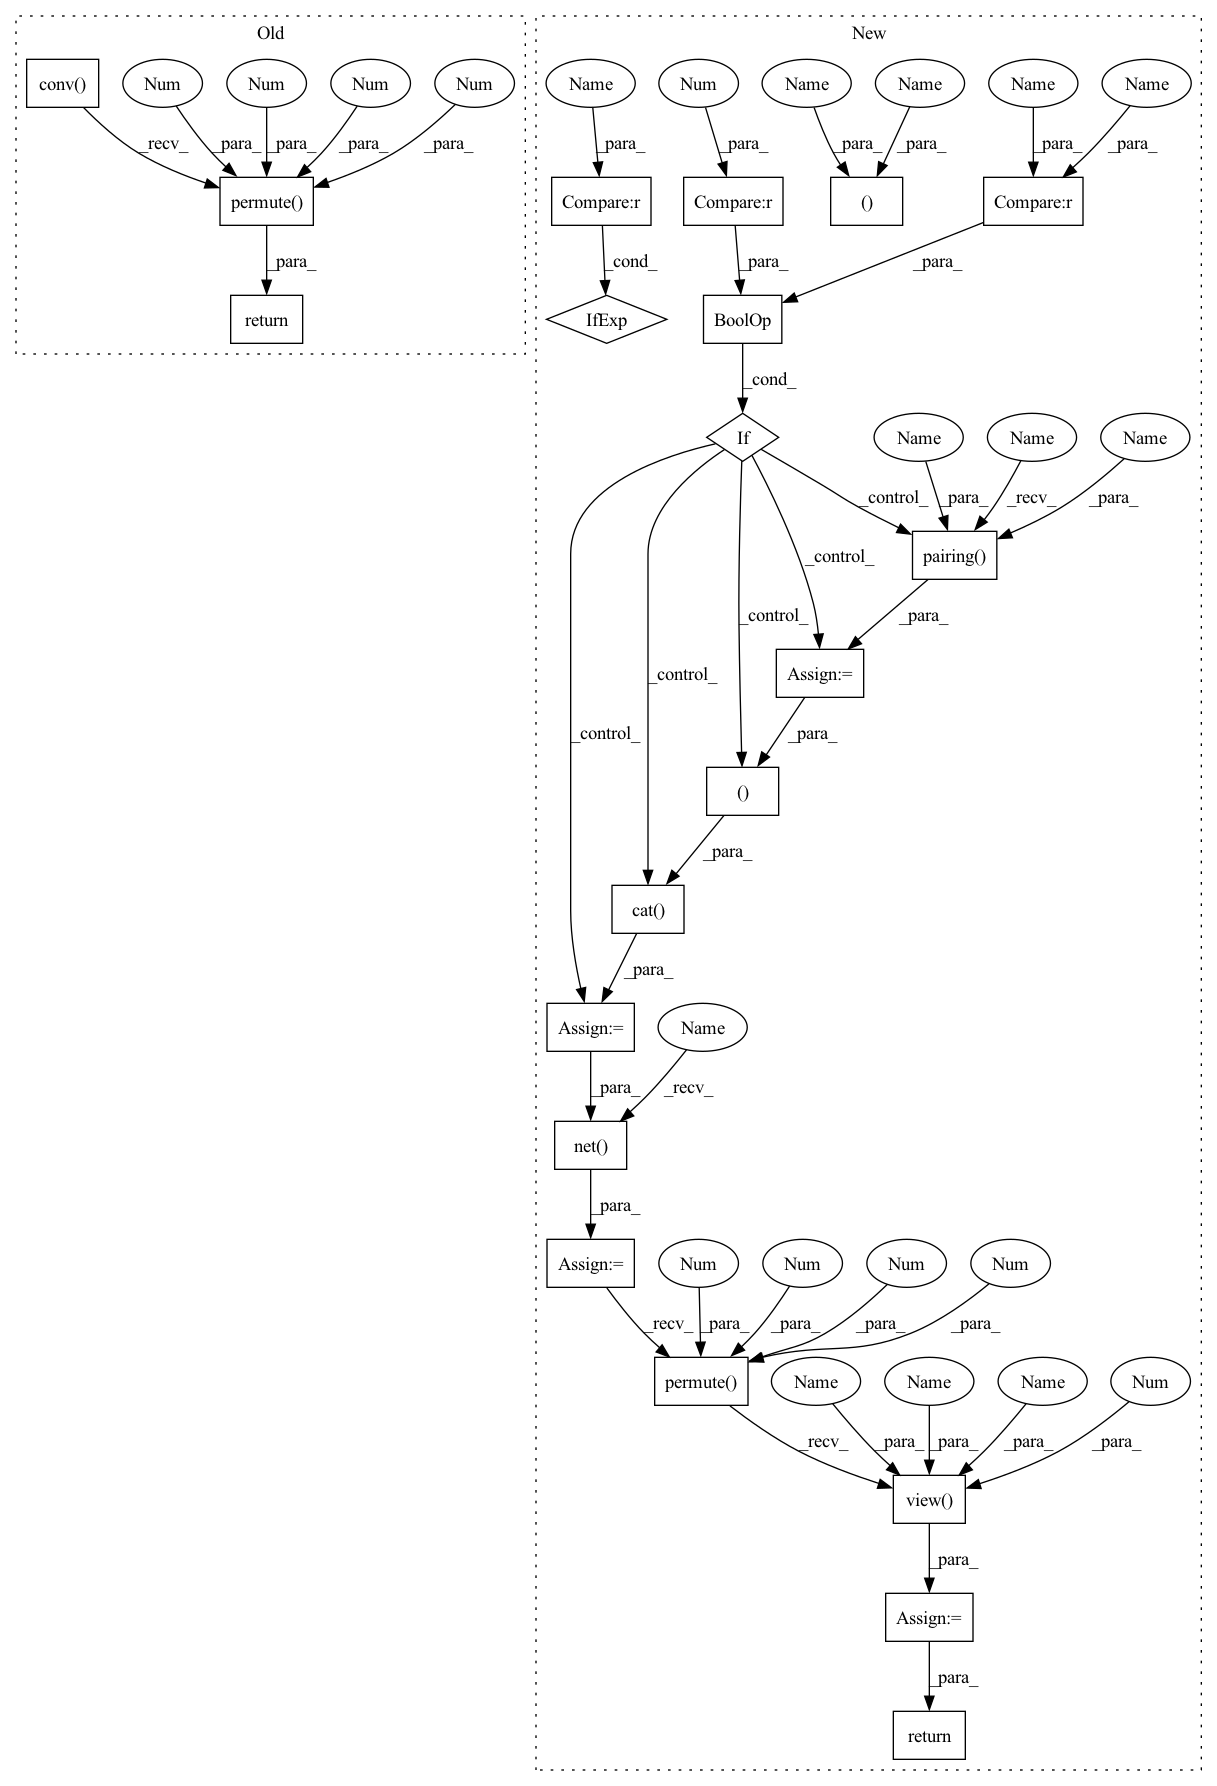 Old
New
conv()
Num
Num
Num
Num
Name
Num
Name
Name
Name
Name
_recv_
_para_
_para_
_para_
_para_
_para_
_para_
_para_
_para_
_para_
_para_
permute()
Compare:r
Compare:r
()
Compare:r
_para_
_cond_
_para_
_para_
return
IfExp
BoolOp
_cond_
If
Name
Name
Name
_control_
_para_
_recv_
_para_
pairing()
_control_
_control_
_para_
_control_
Assign:=
_control_
_para_
()
_para_
cat()
_para_
Assign:=
Name
_para_
_recv_
net()
_para_
Assign:=
Num
Num
Num
Num
_recv_
_para_
_para_
_para_
_para_
permute()
Name
Name
Name
Num
_recv_
_para_
_para_
_para_
_para_
view()
_para_
Assign:=
_para_
return